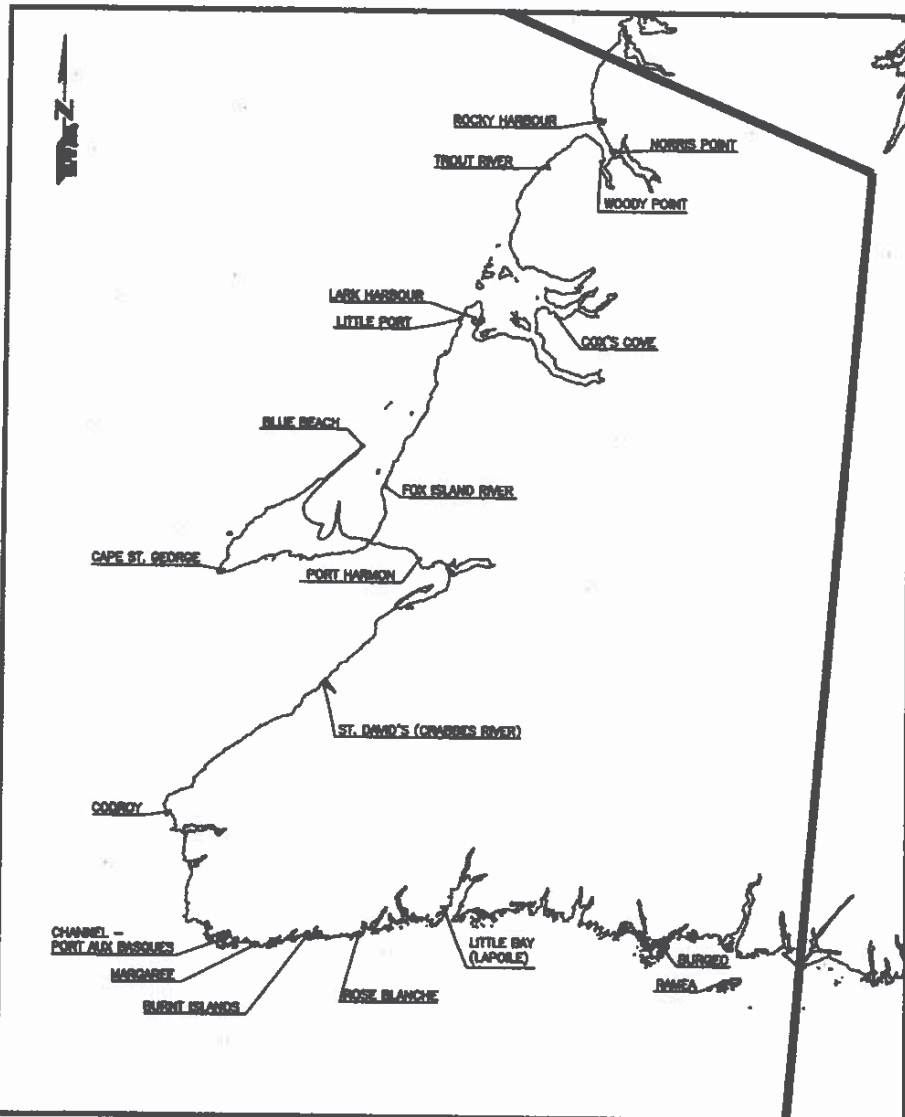 N
ROCKY HARBOUR
NORRIS POINT
TROUT RIVER
WOODY POINT
LARK HARBOUR
LITTLE PORT
COX'S COVE
BLUE BEACH
FOX ISLAND RIVER
CAPE ST. GEORGE
PORT HARMON
ST. DAVID'S (CRABBES RIVER)
CODROY
CHANNEL –
PORT AUX BASQUES
MARGAREE
BURNT ISLANDS
ROSE BLANCHE
LITTLE BAY
(LAPOILE)
BURGEO
RAMEA